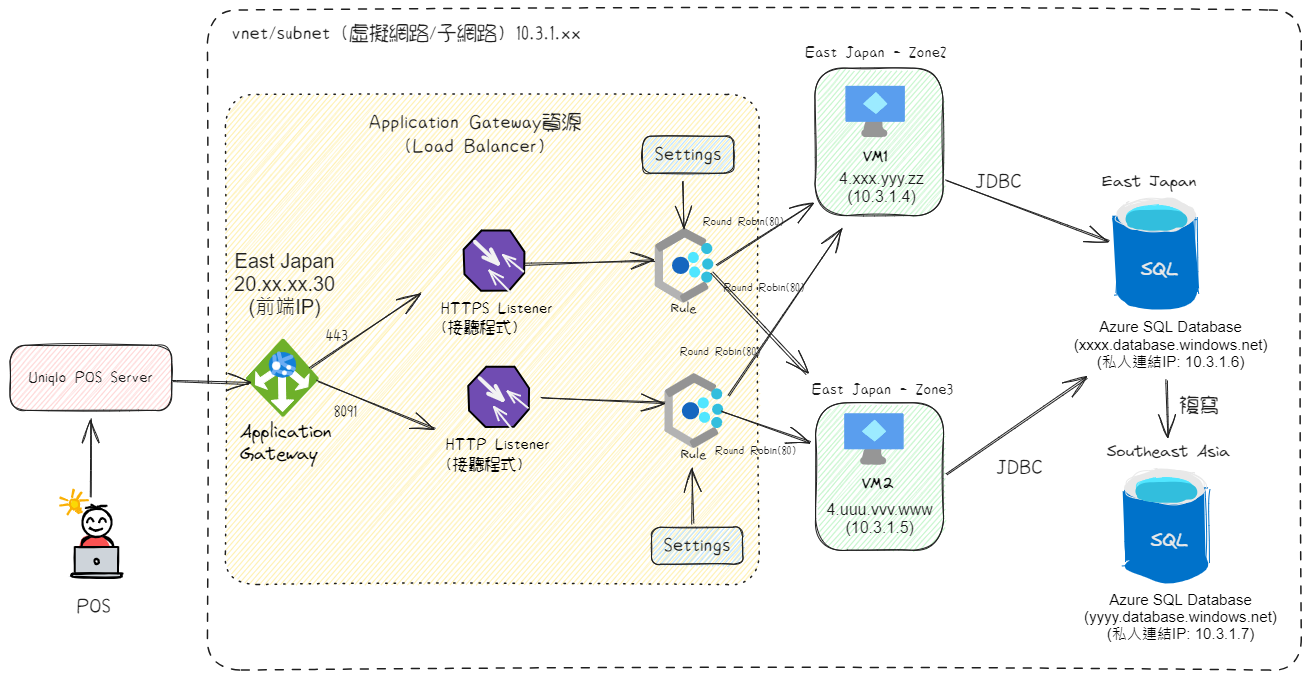 vnet/subnet (虛擬網路/子網路) 10.3.1.xx
Application Gateway資源
(Load Balancer)
Settings
East Japan
20.xx.xx.30
(前端IP)
443
8091
Application
Gateway
Uniqlo POS Server
POS
HTTPS Listener
(接聽程式)
HTTP Listener
(接聽程式)
Rule
Rule
Settings
Round Robin(80)
Round Robin(80)
Round Robin(80)
Round Robin(80)
East Japan - Zone2
VM1
4.xxx.yyy.zz
(10.3.1.4)
East Japan - Zone3
VM2
4.uuu.vvv.www
(10.3.1.5)
JDBC
JDBC
East Japan
SQL
Azure SQL Database
(xxxx.database.windows.net)
(私人連結IP: 10.3.1.6)
複寫
Southeast Asia
SQL
Azure SQL Database
(yyyy.database.windows.net)
(私人連結IP: 10.3.1.7)